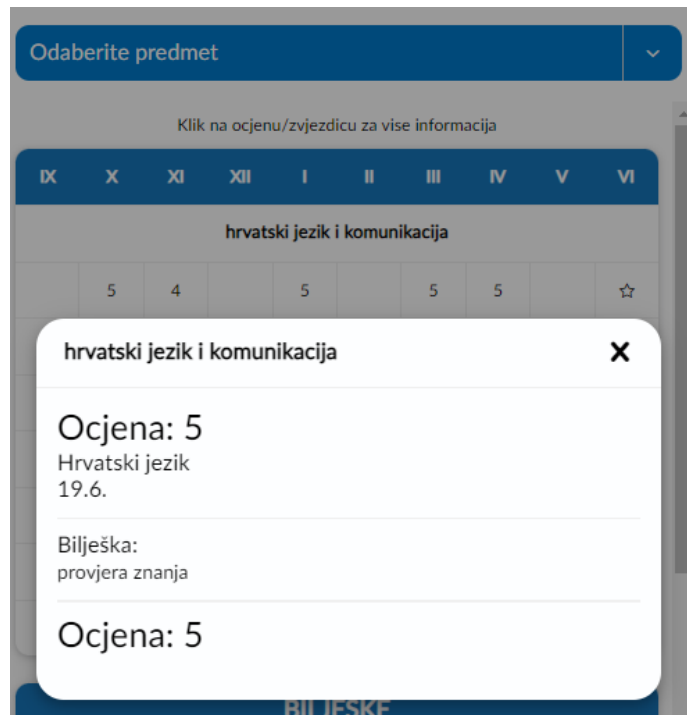 Odaberite predmet
Klik na ocjenu/zvjezdicu za vise informacija
IX X XI XII I II III IV V VI
hrvatski jezik i komunikacija
5 4 5 5 5
hrvatski jezik i komunikacija
Ocjena: 5
Hrvatski jezik
19.6.
Bilješka:
provjera znanja
Ocjena: 5
BILJEŠKE